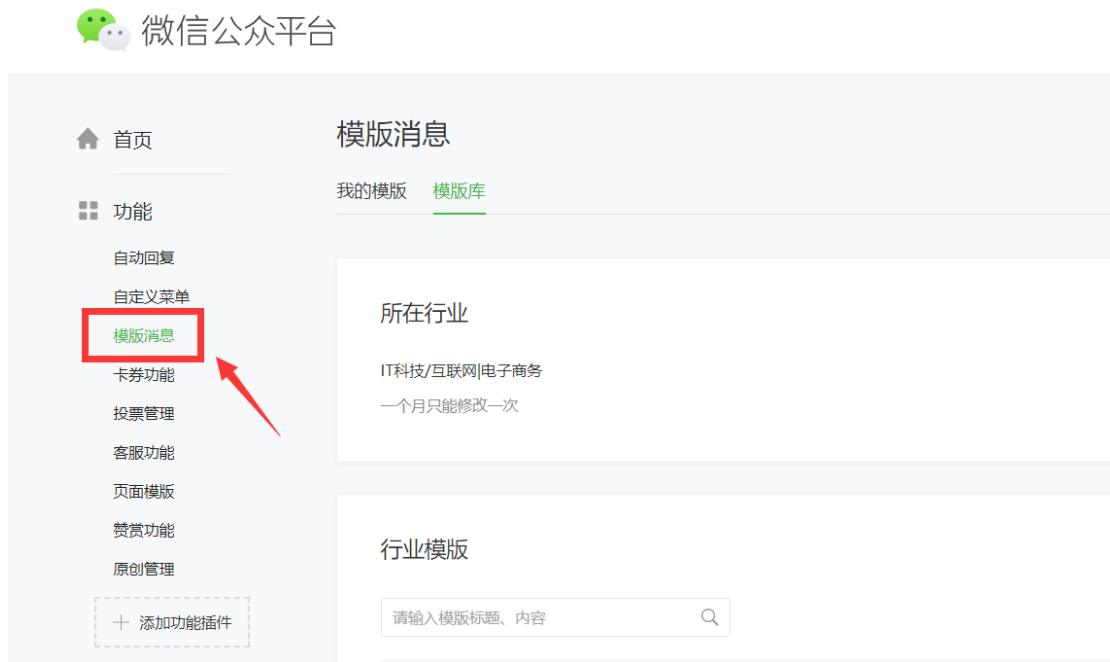 微信公众平台
首页
功能
自动回复
自定义菜单
模版消息
卡券功能
投票管理
客服功能
页面模版
赞赏功能
原创管理
添加功能插件
模版消息
我的模版 模版库
所在行业
IT科技/互联网|电子商务
一个月只能修改一次
行业模版
请输入模版标题、内容